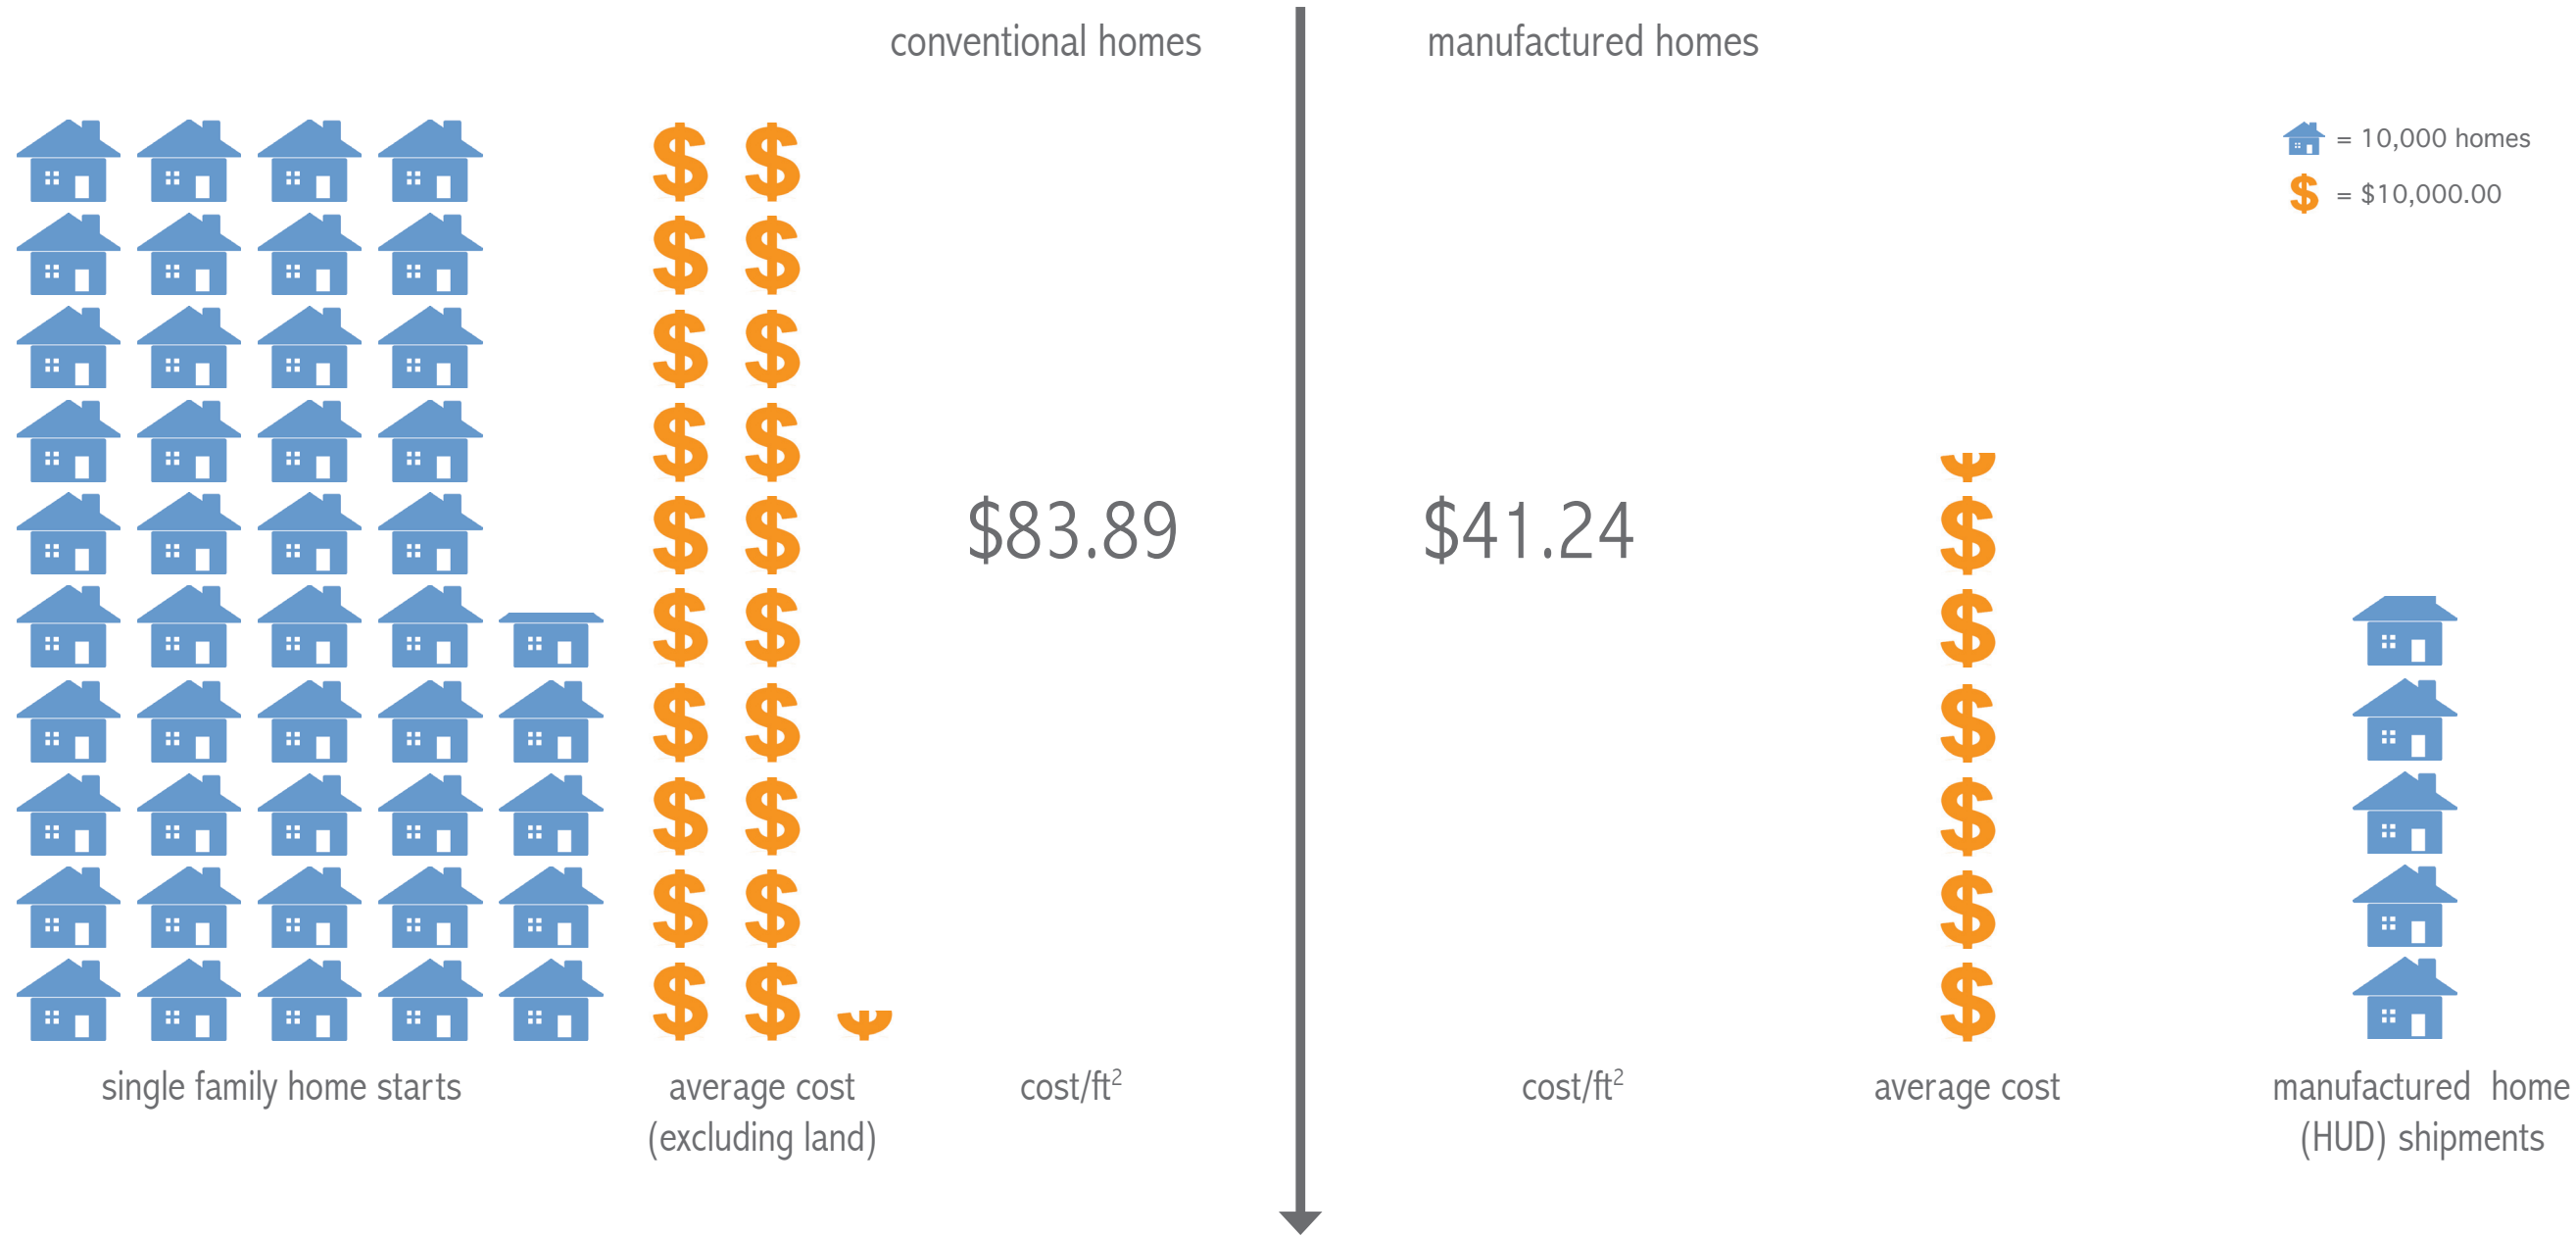 conventional homes
manufactured homes
= 10,000 homes
= $10,000.00
$83.89
$41.24
single family home starts
average cost
(excluding land)
cost/ft²
cost/ft²
average cost
manufactured home
(HUD) shipments